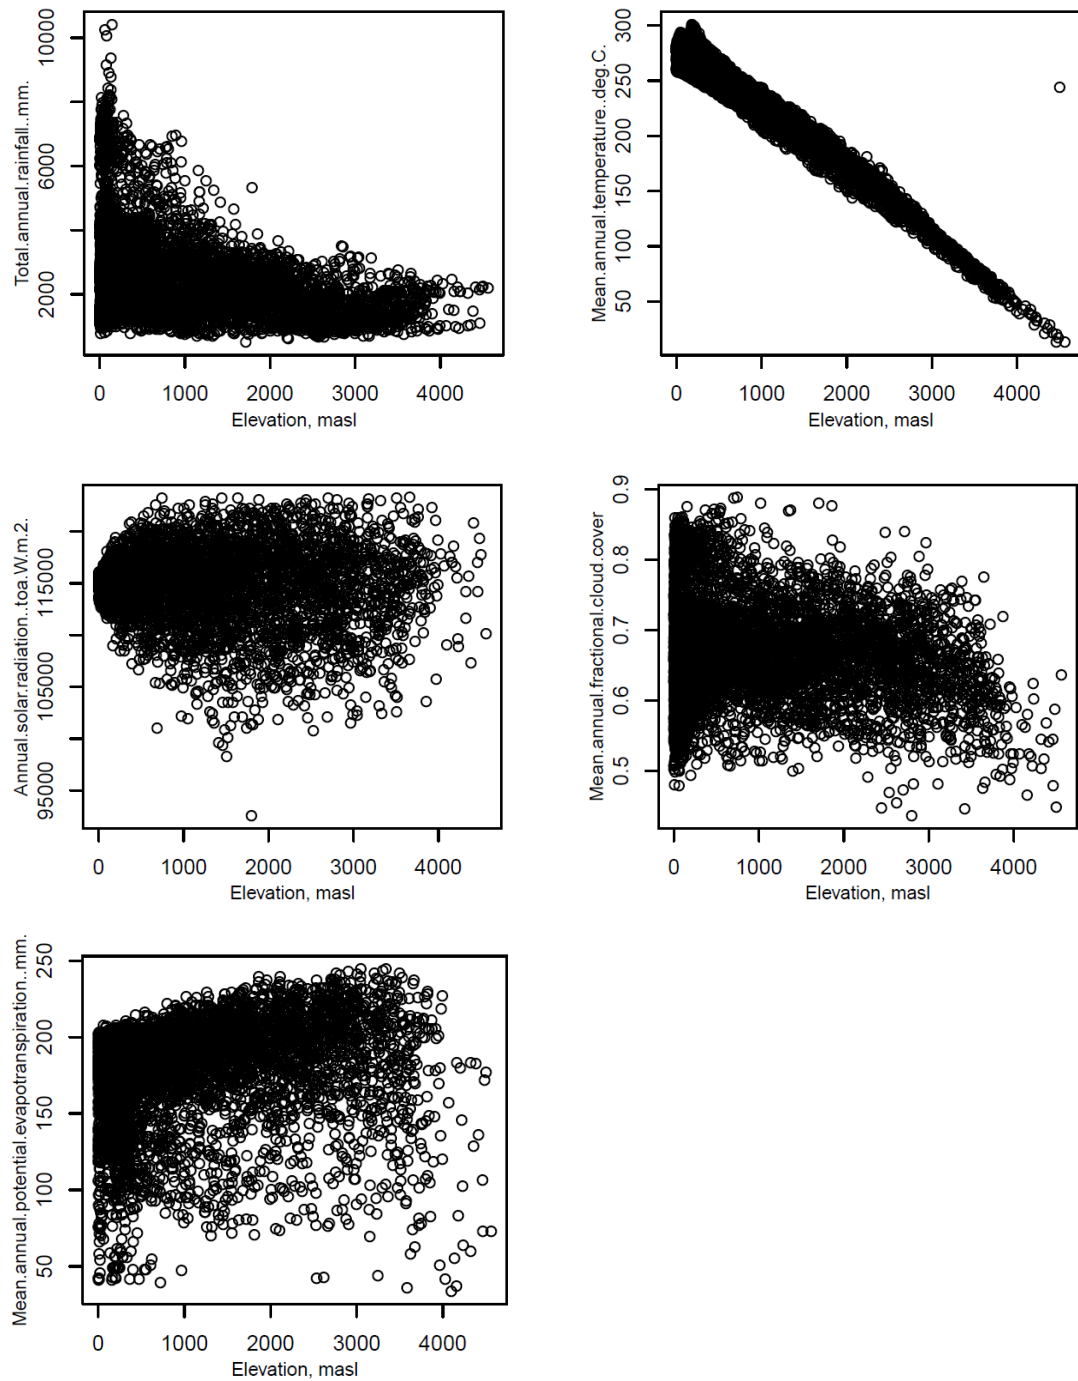 Total.annual.rainfall..mm.
10000
6000
2000
0 1000 2000 3000 4000
Elevation, masl
Mean.annual.temperature..deg.C.
300
250
200
150
100
50
0 1000 2000 3000 4000
Elevation, masl
Annual.solar.radiation..toa.W.m.2.
115000
105000
95000
0 1000 2000 3000 4000
Elevation, masl
Mean.annual.fractional.cloud.cover
0.9
0.8
0.7
0.6
0.5
0 1000 2000 3000 4000
Elevation, masl
Mean.annual.potential.evapotranspiration..mm.
250
200
150
100
50
0 1000 2000 3000 4000
Elevation, masl